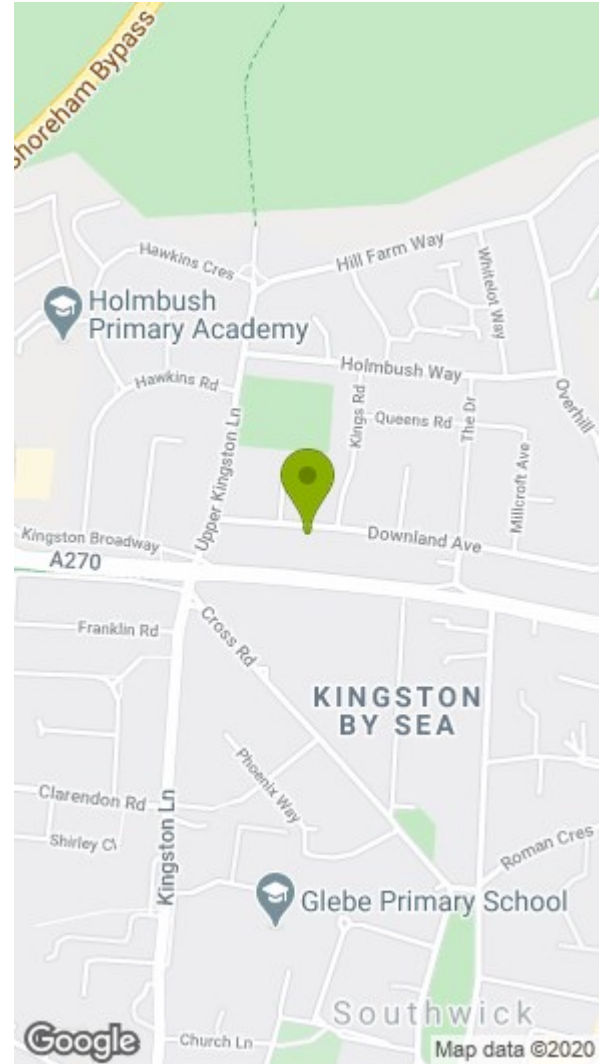 Shoreham Bypass
Hawkins Cres
Hill Farm Way
Whitelot Way
Holmbush
Primary Academy
Holmbush Way
Hawkins Rd
Kings Rd
Queens Rd
The Dr
Overhill
Upper Kingston Ln
Millcroft Ave
Kingston Broadway
Downland Ave
A270
Franklin Rd
Cross Rd
KINGSTON
BY SEA
Phoenix Way
Clarendon Rd
Kingston Ln
Shirley Cl
Roman Cres
Glebe Primary School
Southwick
Google
Church Ln
Map data ©2020